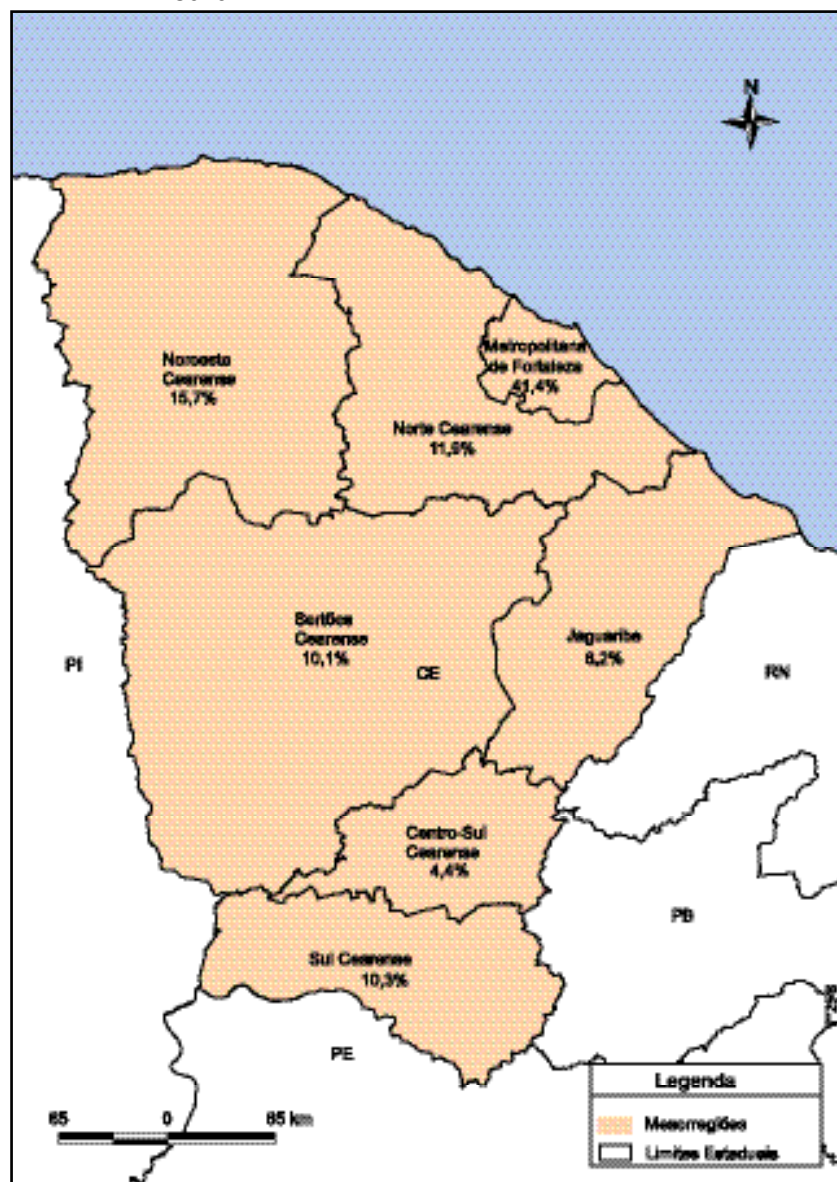 N
Noroeste
Cearense
15,7%
Metropolitana
de Fortaleza
41,4%
Norte Cearense
11,9%
Sertões
Cearense
10,1%
CE
Jaguaribe
6,2%
PI
RN
Centro-Sul
Cearense
4,4%
PB
Sul Cearense
10,3%
PE
65 0 65 km
Legenda
Mesorregiões
Limites Estaduais